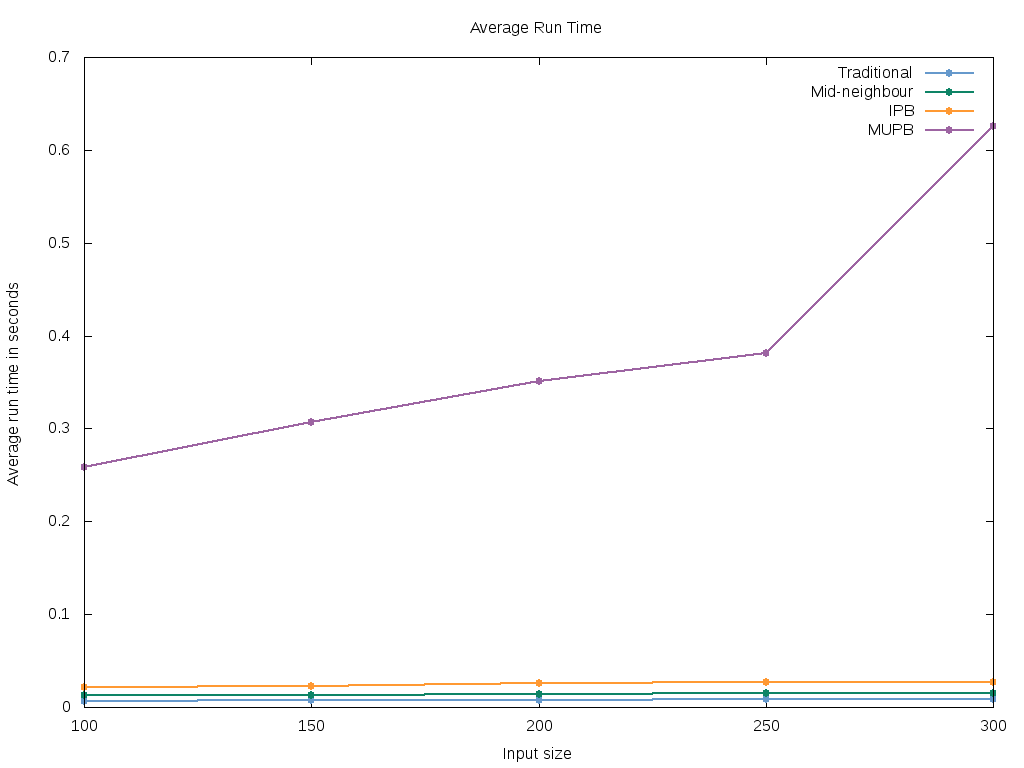 Average Run Time
Traditional
Mid-neighbour
IPB
MUPB
0.7
0.6
0.5
0.4
0.3
0.2
0.1
0
Average run time in seconds
100 150 200 250 300
Input size